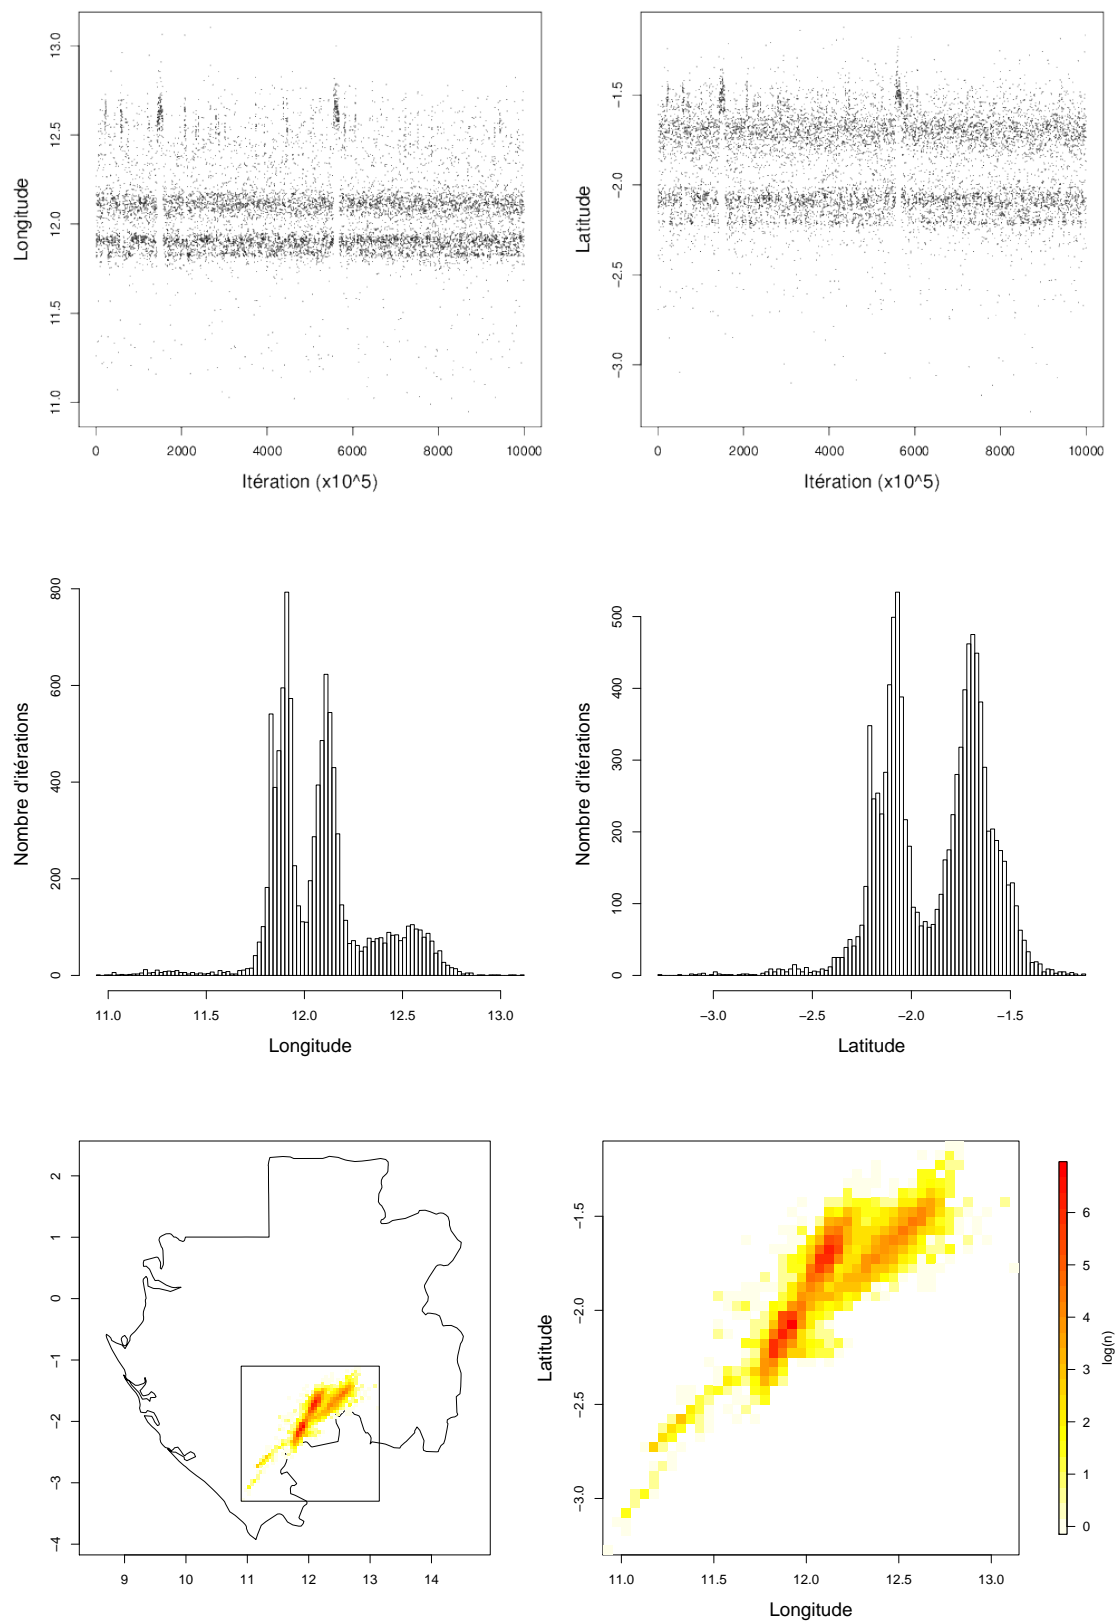 13.0
12.5
12.0
11.5
11.0
Longitude
0 2000 4000 6000 8000 10000
Itération (x10^5)
−1.5
−2.0
−2.5
−3.0
Latitude
0 2000 4000 6000 8000 10000
Itération (x10^5)
800
600
400
200
0
Nombre d'itérations
11.0 11.5 12.0 12.5 13.0
Longitude
500
400
300
200
100
0
Nombre d'itérations
−3.0 −2.5 −2.0 −1.5
Latitude
2
1
0
−1
−2
−3
−4
9 10 11 12 13 14
−1.5
−2.0
−2.5
−3.0
Latitude
11.0 11.5 12.0 12.5 13.0
Longitude
6
5
4
3
2
1
0
log(n)